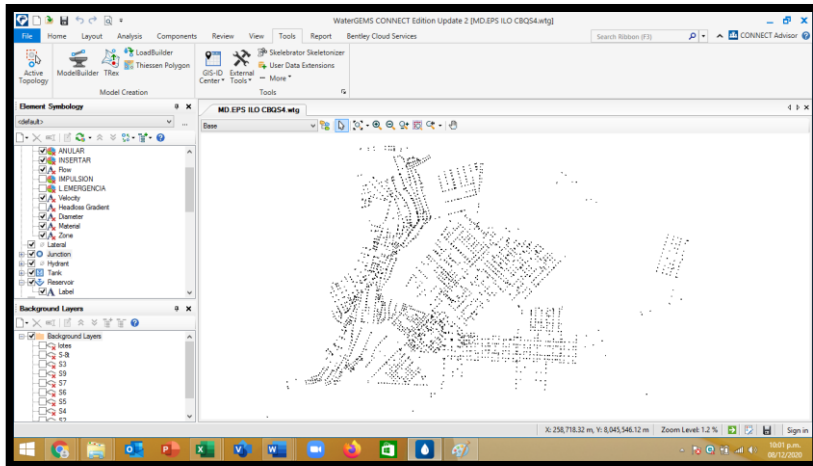 WaterGEMS CONNECT Edition Update 2 [MD.EPS ILO CBQS4.wtg]
File Home Layout Analysis Components Review View Tools Report Bentley Cloud Services Search Ribbon (F3) CONNECT Advisor
Active Topology
ModelBuilder
TRex
LoadBuilder
Thiessen Polygon
Model Creation
GIS-ID Center
External Tools
Skelebrator Skeletonizer
User Data Extensions
More
Tools
Element Symbology
<default>
ANULAR
INSERTAR
Flow
IMPULSION
L.EMERGENCIA
Velocity
Headloss Gradient
Diameter
Material
Zone
Lateral
Junction
Hydrant
Tank
Reservoir
Label
Background Layers
Background Layers
lotes
S-8t
S3
S9
S7
S6
S5
S4
S2
MD.EPS ILO CBQS4.wtg
Base
X: 258,718.32 m, Y: 8,045,546.12 m Zoom Level: 1.2 % Sign in
10:01 p.m.
08/12/2020